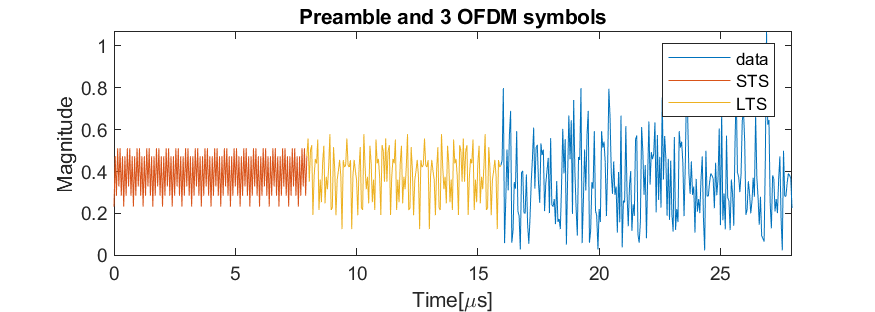 Preamble and 3 OFDM symbols
Magnitude
1
0.8
0.6
0.4
0.2
0
data
STS
LTS
0 5 10 15 20 25
Time[μs]